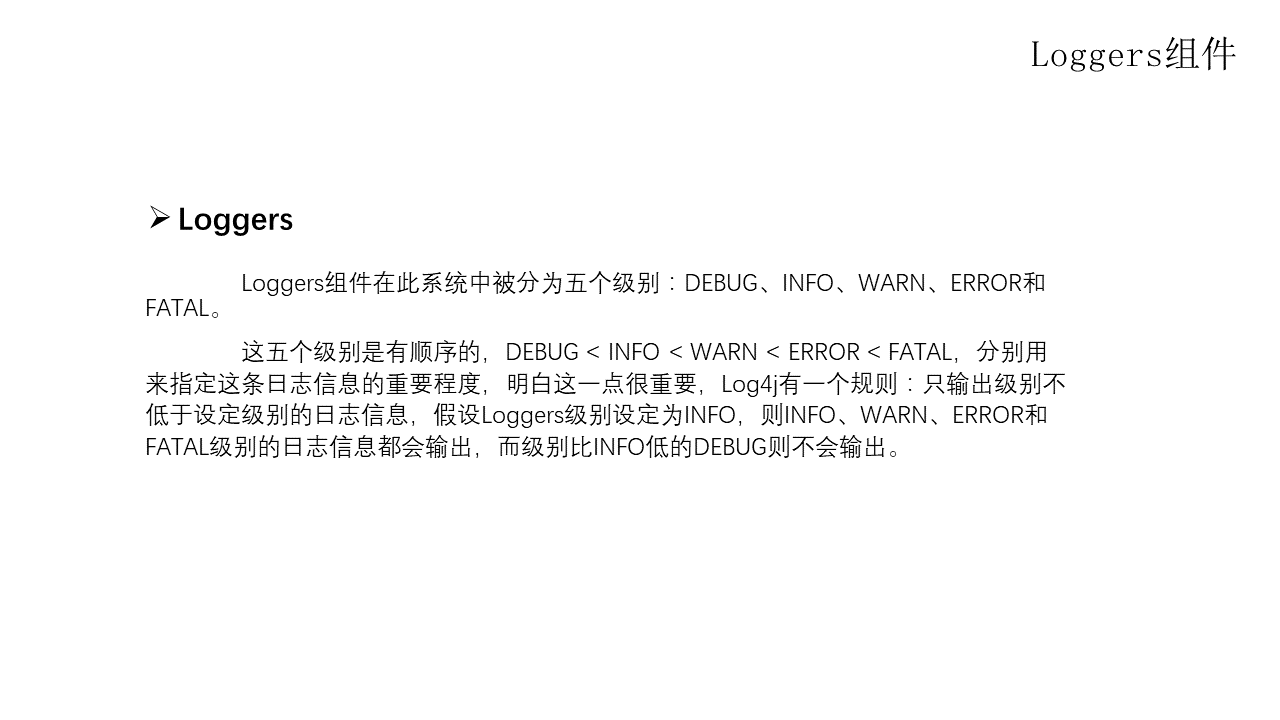 Loggers组件
Loggers
Loggers组件在此系统中被分为五个级别：DEBUG、INFO、WARN、ERROR和
FATAL。
这五个级别是有顺序的，DEBUG < INFO < WARN < ERROR < FATAL，分别用
来指定这条日志信息的重要程度，明白这一点很重要，Log4j有一个规则：只输出级别不
低于设定级别的日志信息，假设Loggers级别设定为INFO，则INFO、WARN、ERROR和
FATAL级别的日志信息都会输出，而级别比INFO低的DEBUG则不会输出。